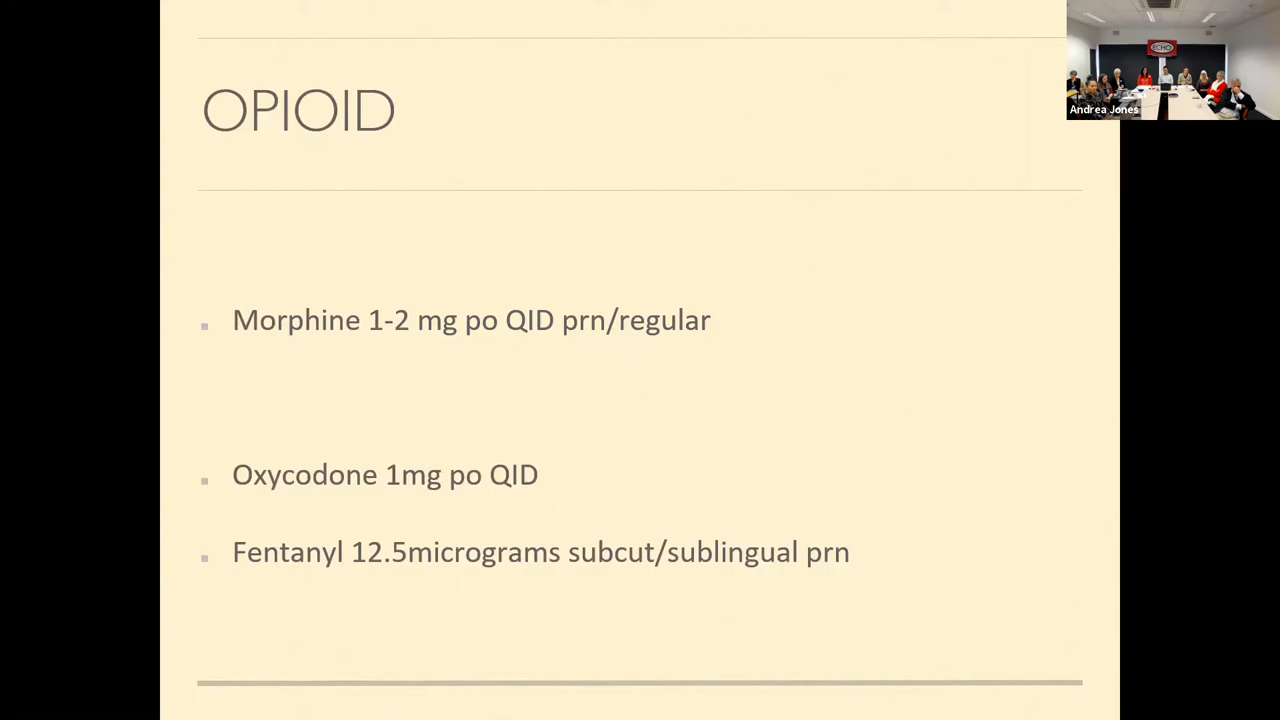 OPIOID
ECHO
Andrea Jones
Morphine 1-2 mg po QID prn/regular
Oxycodone 1mg po QID
Fentanyl 12.5micrograms subcut/sublingual prn